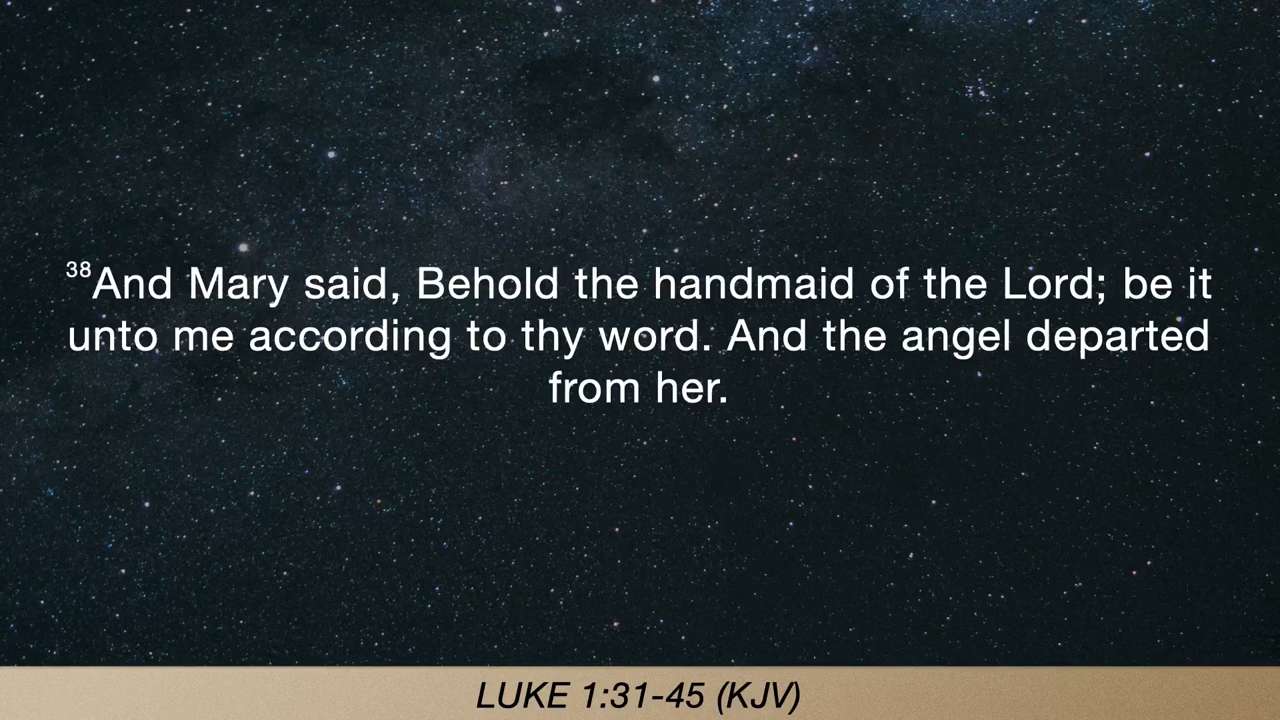 38And Mary said, Behold the handmaid of the Lord; be it
unto me according to thy word. And the angel departed
from her.
LUKE 1:31-45 (KJV)